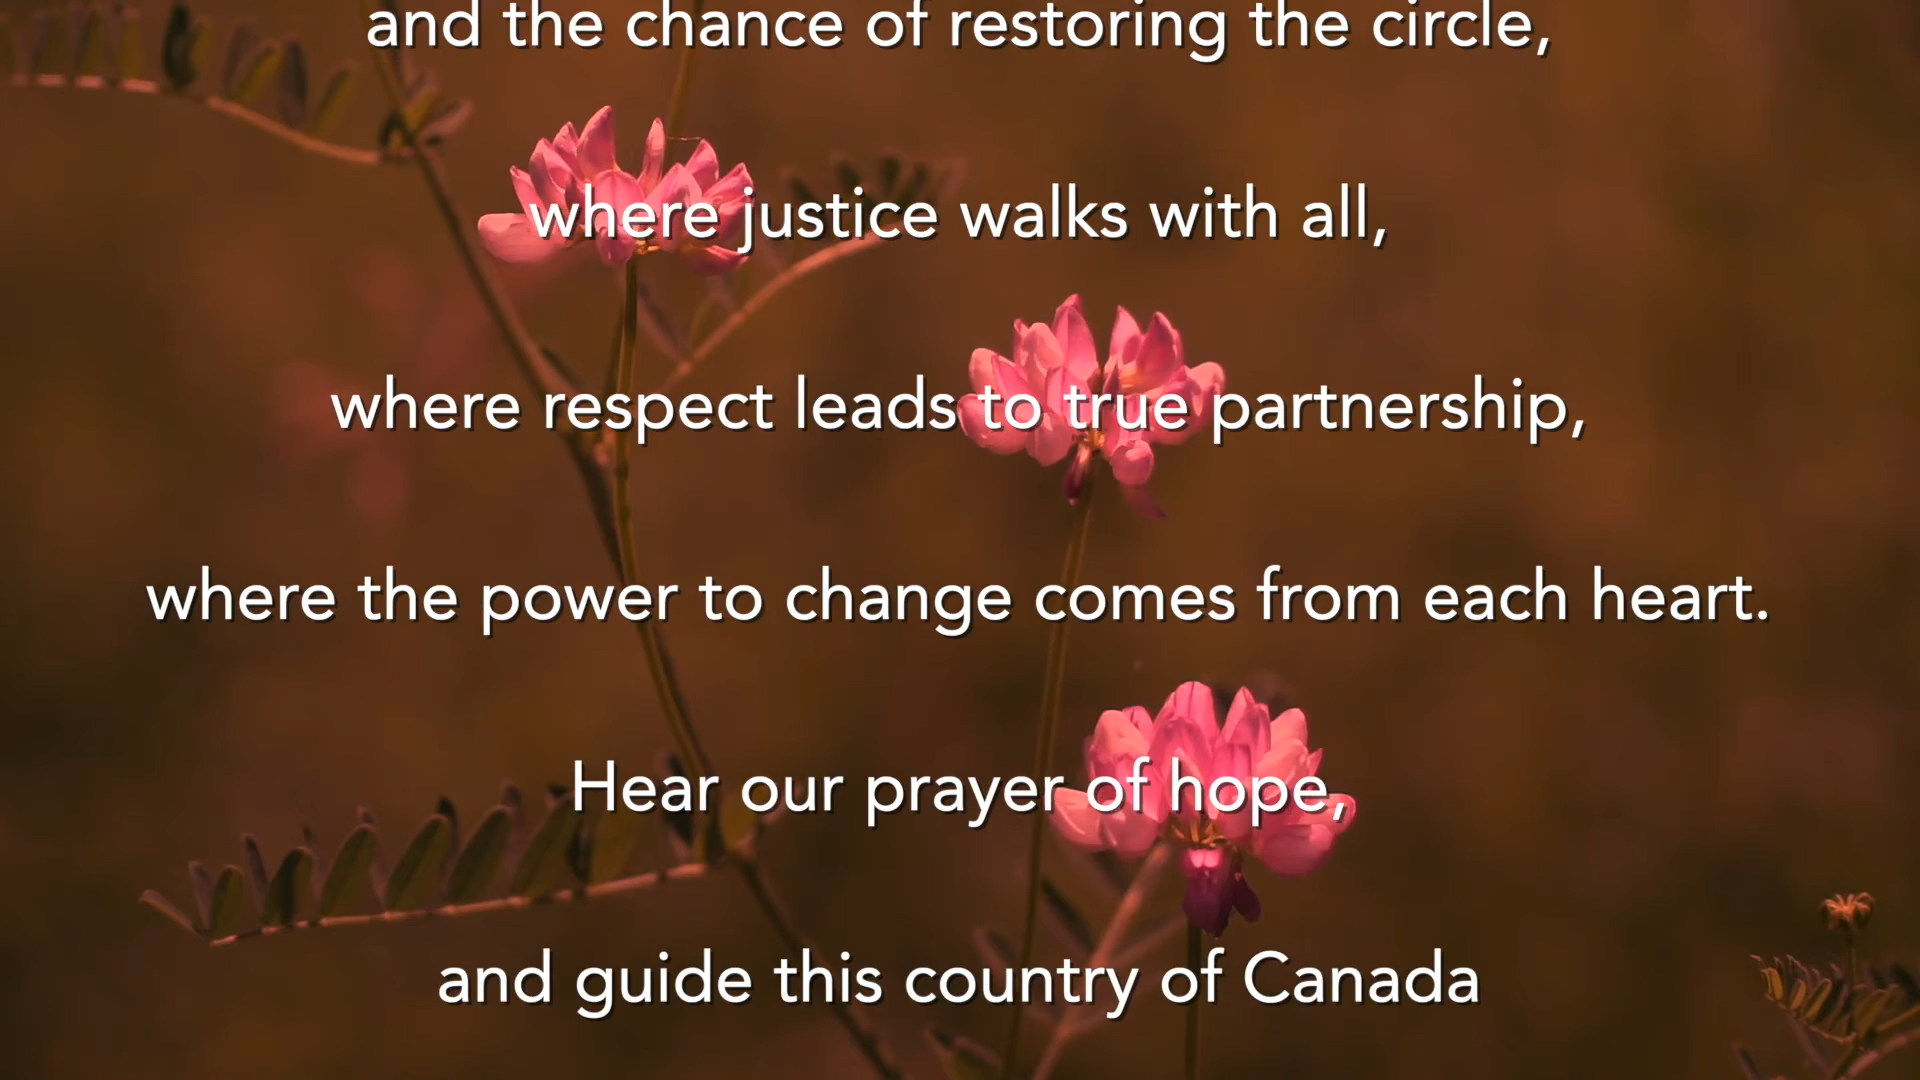 and the chance of restoring the circle,
where justice walks with all,
where respect leads to true partnership,
where the power to change comes from each heart.
Hear our prayer of hope,
and guide this country of Canada